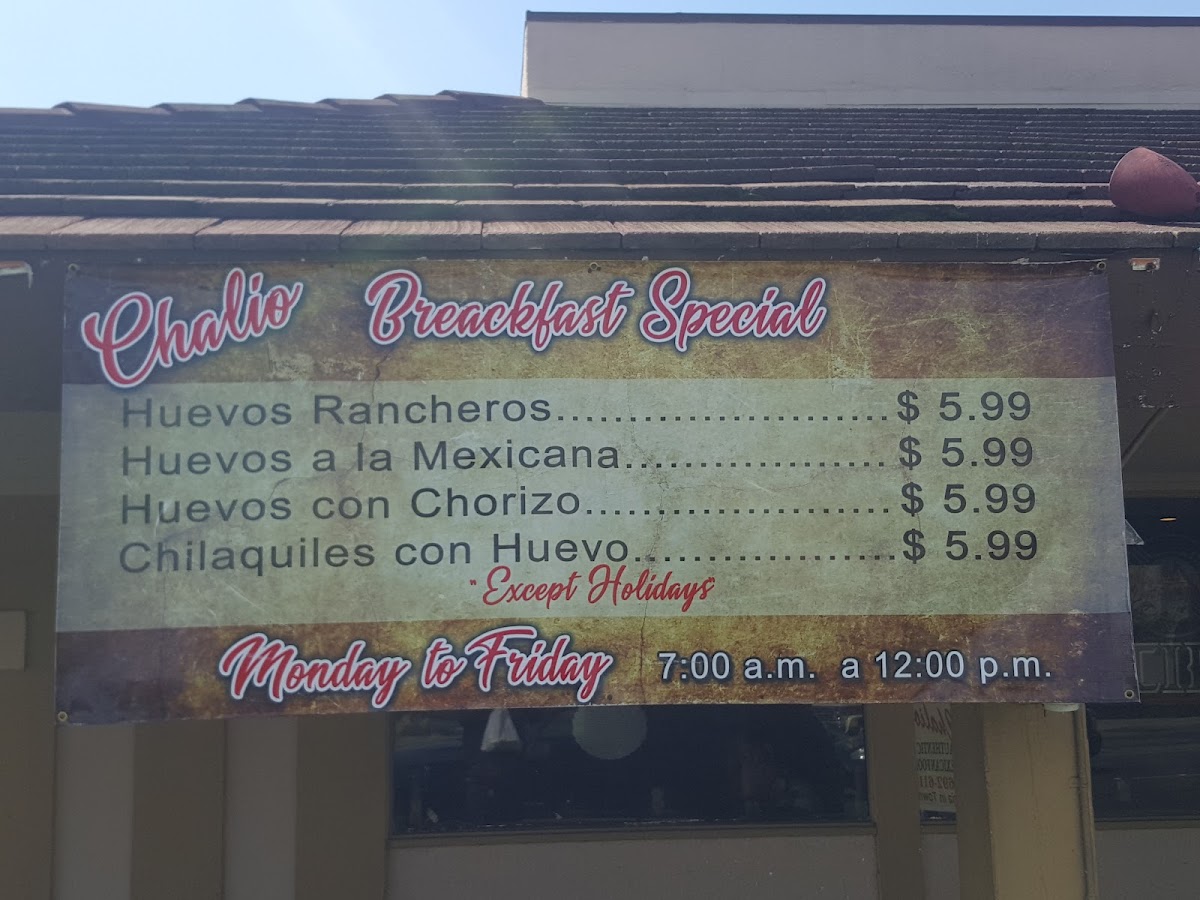 Chalio Breackfast Special
Huevos Rancheros......................$ 5.99
Huevos a la Mexicana..................$ 5.99
Huevos con Chorizo.....................$ 5.99
Chilaquiles con Huevo..................$ 5.99
"Except Holidays"
Monday to Friday 7:00 a.m. a 12:00 p.m.